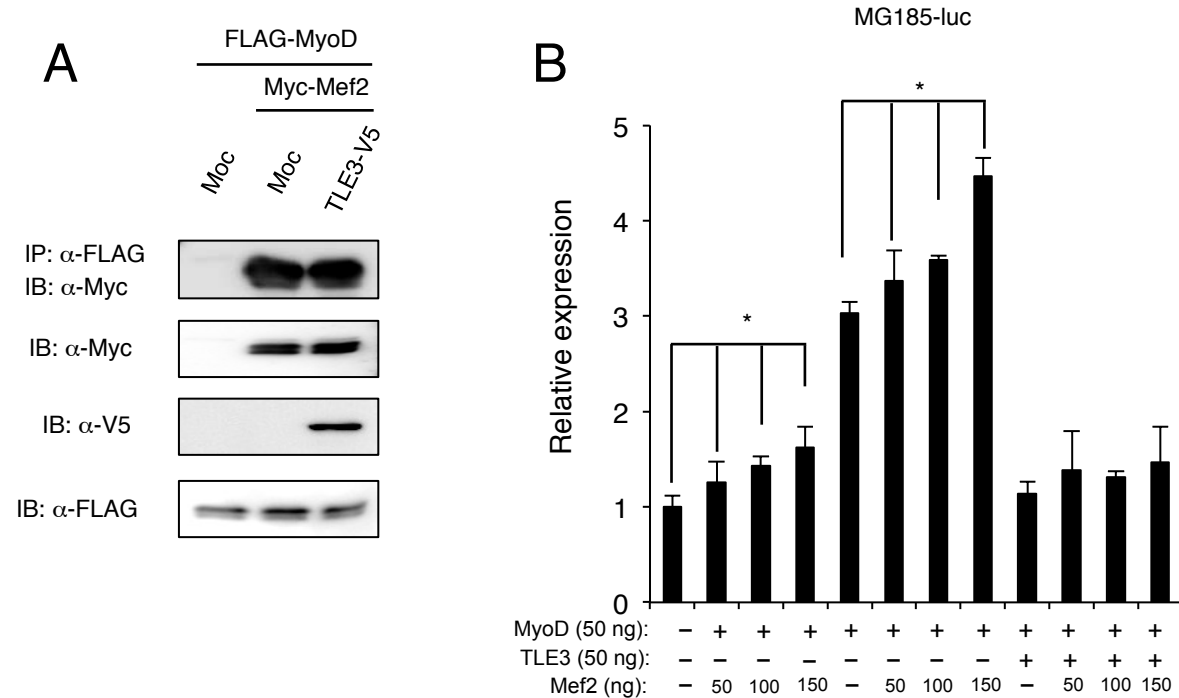 A
FLAG-MyoD
Myc-Mef2
Moc
Moc
TLE3-V5
IP: α-FLAG
IB: α-Myc
IB: α-Myc
IB: α-V5
IB: α-FLAG
B
MG185-luc
*
*
Relative expression
5
4
3
2
1
0
MyoD (50 ng): − + + + + + + + + + + +
TLE3 (50 ng): − − − − − − − − + + + +
Mef2 (ng): − 50 100 150 − 50 100 150 − 50 100 150